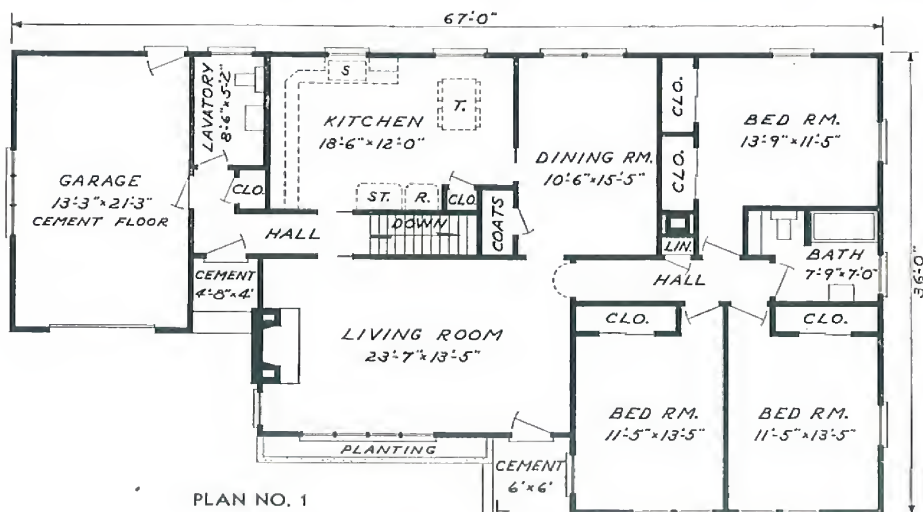 67'-0"
LAVATORY
8'-6"x5'-2"
S
T.
KITCHEN
18'-6"x12'-0"
CLO.
BED RM.
13'-9"x11'-5"
DINING RM.
10'-6"x15'-5"
CLO.
GARAGE
13'-3"x21'-3"
CEMENT FLOOR
CLO.
ST.
R.
CLO.
COATS
DOWN
HALL
LIN.
BATH
7'-9"x7'-0"
36'-0"
CEMENT
4'-8"x4'
HALL
LIVING ROOM
23'-7"x13'-5"
CLO.
CLO.
BED RM.
11'-5"x13'-5"
BED RM.
11'-5"x13'-5"
PLANTING
CEMENT
6'x6'
PLAN NO. 1